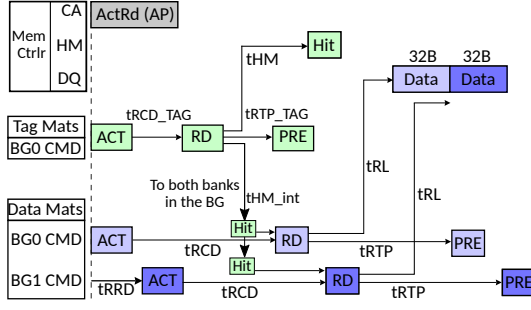 CA
ActRd (AP)
Mem
Ctrlr
HM
DQ
Hit
tHM
32B
32B
Data
Data
Tag Mats
BG0 CMD
ACT
tRCD_TAG
RD
tRTP_TAG
PRE
To both banks
in the BG
tHM_int
tRL
tRL
Data Mats
BG0 CMD
ACT
tRCD
Hit
RD
tRTP
PRE
Hit
BG1 CMD
tRRD
ACT
tRCD
RD
tRTP
PRE